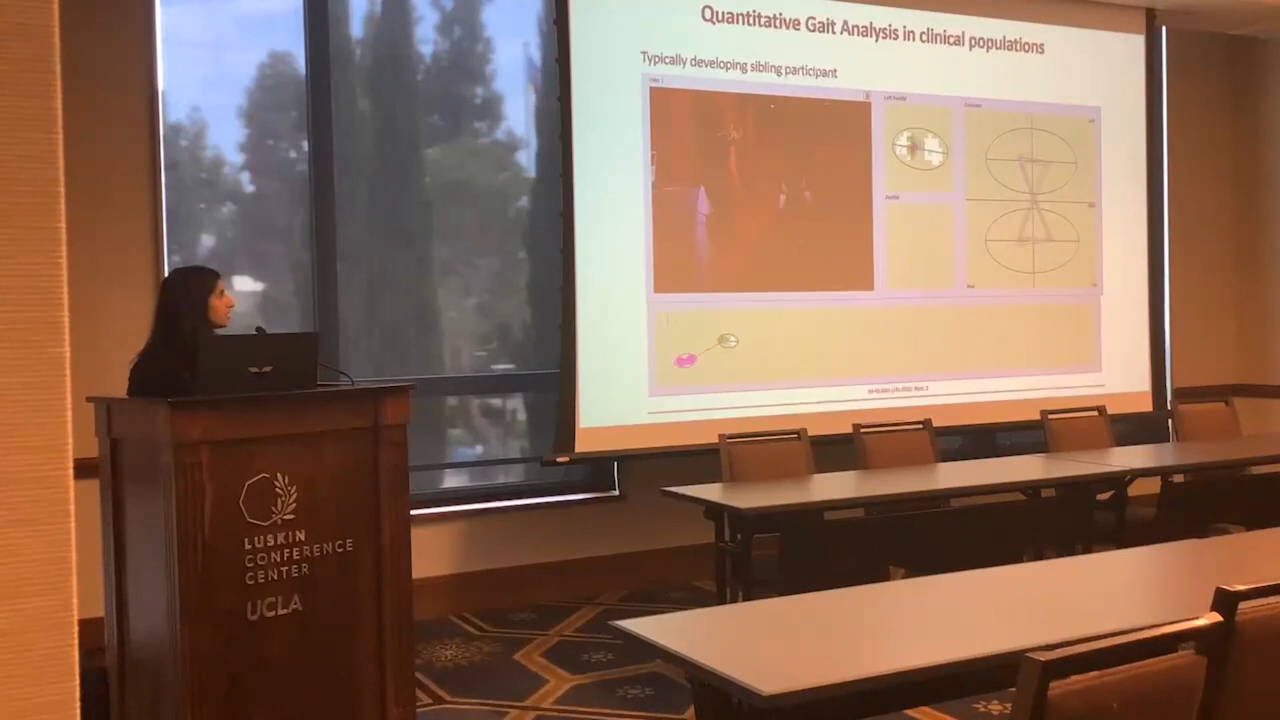 Quantitative Gait Analysis in clinical populations
Typically developing sibling participant
LUSKIN
CONFERENCE
CENTER
UCLA